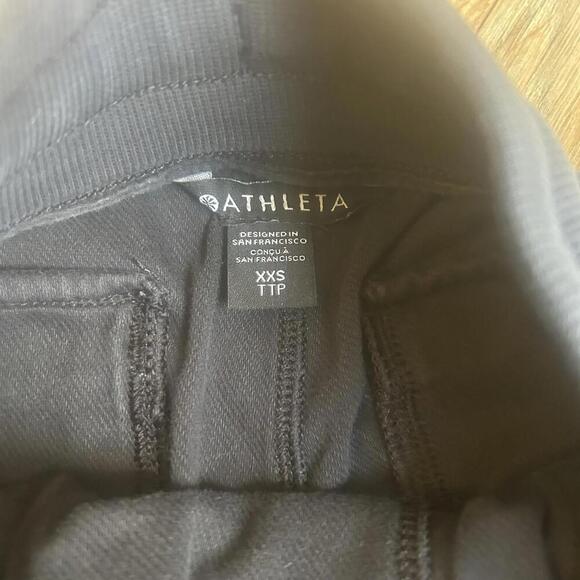 ATHLETA
DESIGNED IN
SAN FRANCISCO
CONÇU À
SAN FRANCISCO
XXS
TTP